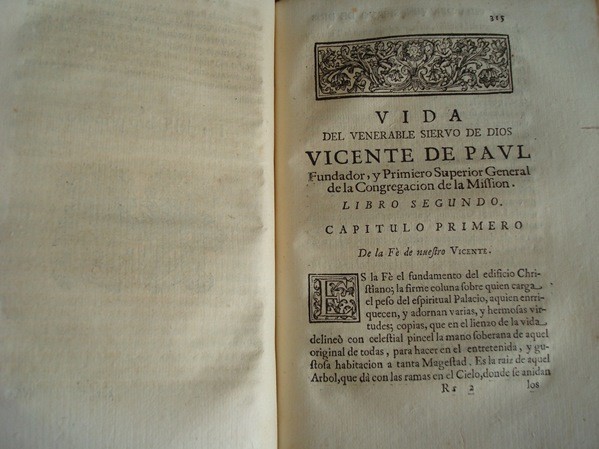 315
VIDA
DEL VENERABLE SIERVO DE DIOS
VICENTE DE PAVL
Fundador, y Primiero Superior General
de la Congregacion de la Mission.
LIBRO SEGUNDO.
CAPITULO PRIMERO
De la Fè de nuestro VICENTE.
ES la Fè el fundamento del edificio Chri-
stiano; la firme coluna sobre quien carga
el peso del espiritual Palacio, aquien enrri-
quecen, y adornan varias, y hermosas vir-
tudes; copias, que en el lienzo de la vida
delineò con celestial pincel la mano soberana de aquel
original de todas, para hacer en el entretenida, y gu-
stosa habitacion a tanta Magestad. Es la raiz de aquel
Arbol, que dà con las ramas en el Cielo, donde se anidan
Rs 2 los